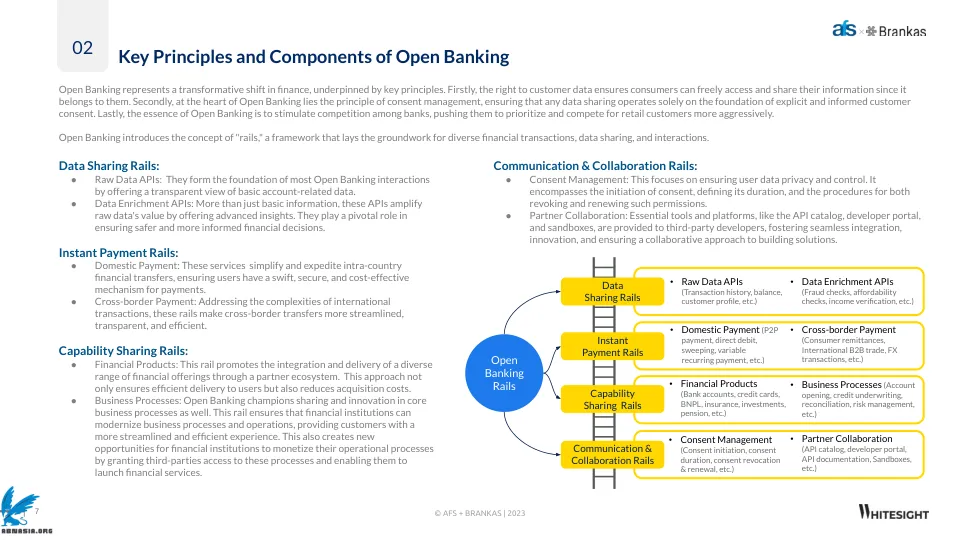 02
afs × Brankas
Key Principles and Components of Open Banking
Open Banking represents a transformative shift in finance, underpinned by key principles. Firstly, the right to customer data ensures consumers can freely access and share their information since it
belongs to them. Secondly, at the heart of Open Banking lies the principle of consent management, ensuring that any data sharing operates solely on the foundation of explicit and informed customer
consent. Lastly, the essence of Open Banking is to stimulate competition among banks, pushing them to prioritize and compete for retail customers more aggressively.
Open Banking introduces the concept of "rails," a framework that lays the groundwork for diverse financial transactions, data sharing, and interactions.
Data Sharing Rails:
● Raw Data APIs: They form the foundation of most Open Banking interactions
by offering a transparent view of basic account-related data.
● Data Enrichment APIs: More than just basic information, these APIs amplify
raw data's value by offering advanced insights. They play a pivotal role in
ensuring safer and more informed financial decisions.
Instant Payment Rails:
● Domestic Payment: These services simplify and expedite intra-country
financial transfers, ensuring users have a swift, secure, and cost-effective
mechanism for payments.
● Cross-border Payment: Addressing the complexities of international
transactions, these rails make cross-border transfers more streamlined,
transparent, and efficient.
Capability Sharing Rails:
● Financial Products: This rail promotes the integration and delivery of a diverse
range of financial offerings through a partner ecosystem. This approach not
only ensures efficient delivery to users but also reduces acquisition costs.
● Business Processes: Open Banking champions sharing and innovation in core
business processes as well. This rail ensures that financial institutions can
modernize business processes and operations, providing customers with a
more streamlined and efficient experience. This also creates new
opportunities for financial institutions to monetize their operational processes
by granting third-parties access to these processes and enabling them to
launch financial services.
Communication & Collaboration Rails:
● Consent Management: This focuses on ensuring user data privacy and control. It
encompasses the initiation of consent, defining its duration, and the procedures for both
revoking and renewing such permissions.
● Partner Collaboration: Essential tools and platforms, like the API catalog, developer portal,
and sandboxes, are provided to third-party developers, fostering seamless integration,
innovation, and ensuring a collaborative approach to building solutions.
Open
Banking
Rails
Data
Sharing Rails
• Raw Data APIs
(Transaction history, balance,
customer profile, etc.)
• Data Enrichment APIs
(Fraud checks, affordability
checks, income verification, etc.)
Instant
Payment Rails
• Domestic Payment (P2P
payment, direct debit,
sweeping, variable
recurring payment, etc.)
• Cross-border Payment
(Consumer remittances,
International B2B trade, FX
transactions, etc.)
Capability
Sharing Rails
• Financial Products
(Bank accounts, credit cards,
BNPL, insurance, investments,
pension, etc.)
• Business Processes (Account
opening, credit underwriting,
reconciliation, risk management,
etc.)
Communication &
Collaboration Rails
• Consent Management
(Consent initiation, consent
duration, consent revocation
& renewal, etc.)
• Partner Collaboration
(API catalog, developer portal,
API documentation, Sandboxes,
etc.)
7
ABNASIA.ORG
© AFS + BRANKAS | 2023
WHITESIGHT